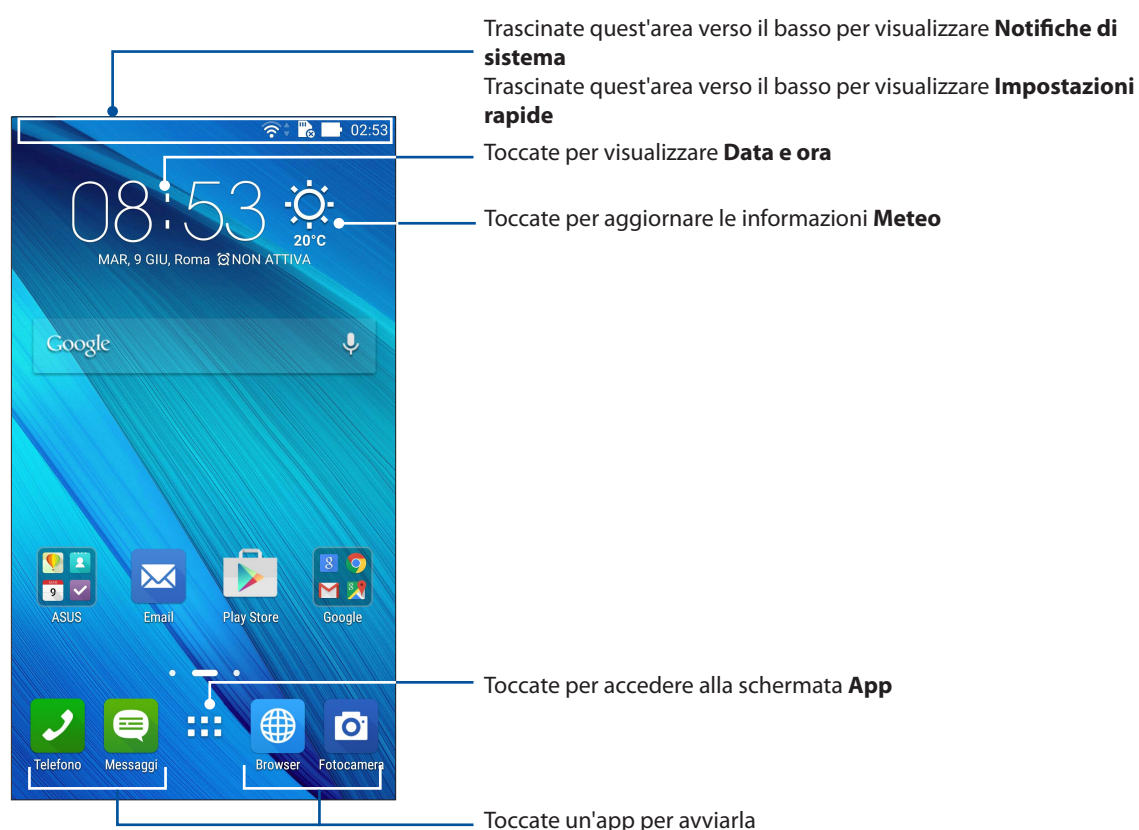 Trascinate quest'area verso il basso per visualizzare Notifiche di
sistema
Trascinate quest'area verso il basso per visualizzare Impostazioni
rapide
02:53
Toccate per visualizzare Data e ora
08:53
20°C
Toccate per aggiornare le informazioni Meteo
MAR, 9 GIU, Roma NON ATTIVA
Google
9
8
ASUS
Email
Play Store
Google
Toccate per accedere alla schermata App
Telefono
Messaggi
Browser
Fotocamera
Toccate un'app per avviarla